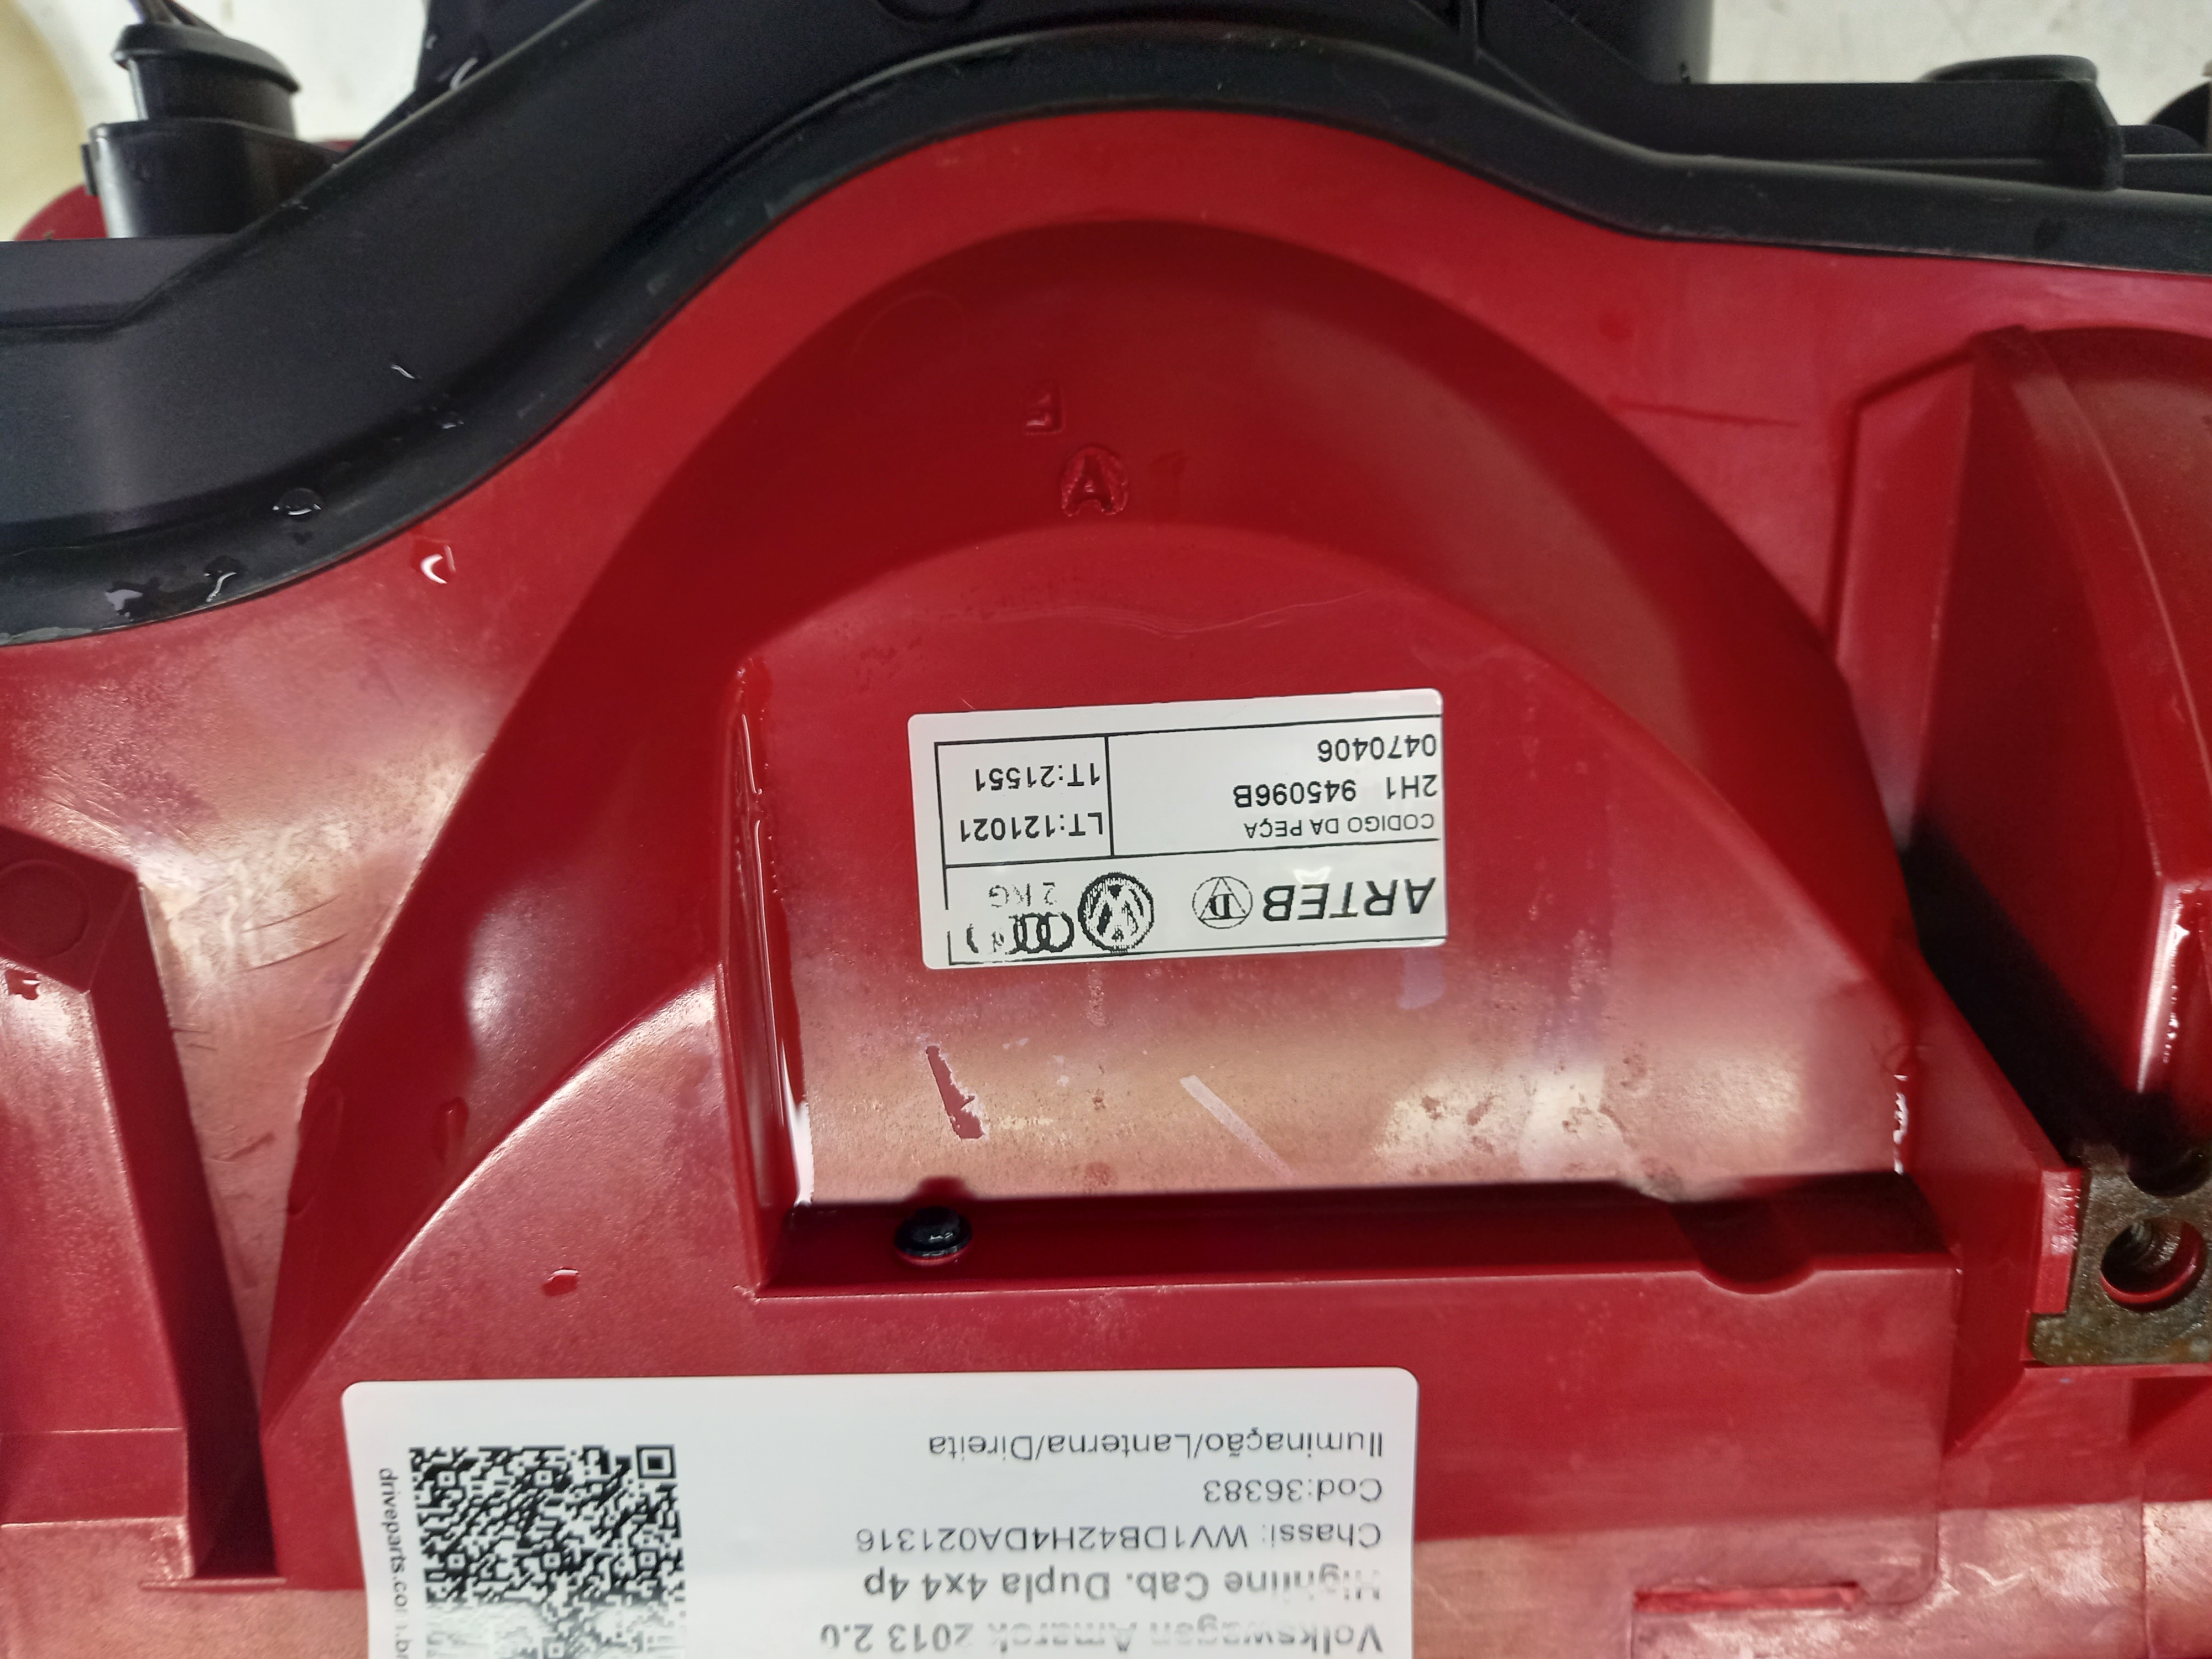 ARTEB 2 KG
CODIGO DA PEÇA
2H1 945096B
0470406
LT:121021
1T:21551
Volkswagen Amarok 2013 2.0
Highline Cab. Dupla 4x4 4p
Chassi: WV1DB42H4DA021316
Cod:36383
Iluminação/Lanterna/Direita
driveparts.com.br
A